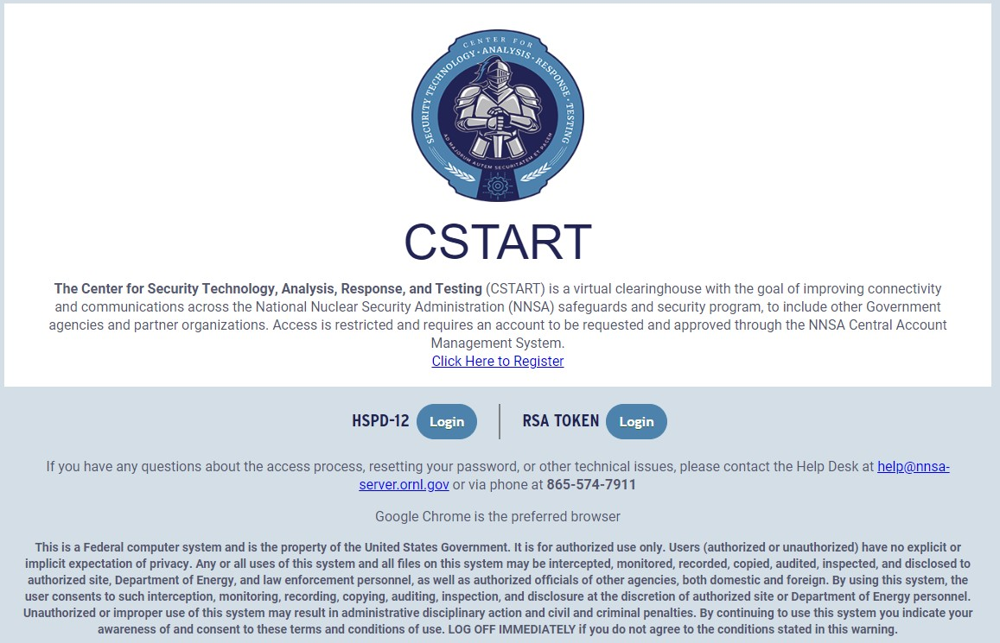 CENTER FOR
SECURITY TECHNOLOGY · ANALYSIS · RESPONSE · TESTING
AD MAJORUM AUTEM SECURITATEM ET PACEM
CSTART
The Center for Security Technology, Analysis, Response, and Testing (CSTART) is a virtual clearinghouse with the goal of improving connectivity
and communications across the National Nuclear Security Administration (NNSA) safeguards and security program, to include other Government
agencies and partner organizations. Access is restricted and requires an account to be requested and approved through the NNSA Central Account
Management System.
Click Here to Register
HSPD-12 Login RSA TOKEN Login
If you have any questions about the access process, resetting your password, or other technical issues, please contact the Help Desk at help@nnsa-
server.ornl.gov or via phone at 865-574-7911
Google Chrome is the preferred browser
This is a Federal computer system and is the property of the United States Government. It is for authorized use only. Users (authorized or unauthorized) have no explicit or
implicit expectation of privacy. Any or all uses of this system and all files on this system may be intercepted, monitored, recorded, copied, audited, inspected, and disclosed to
authorized site, Department of Energy, and law enforcement personnel, as well as authorized officials of other agencies, both domestic and foreign. By using this system, the
user consents to such interception, monitoring, recording, copying, auditing, inspection, and disclosure at the discretion of authorized site or Department of Energy personnel.
Unauthorized or improper use of this system may result in administrative disciplinary action and civil and criminal penalties. By continuing to use this system you indicate your
awareness of and consent to these terms and conditions of use. LOG OFF IMMEDIATELY if you do not agree to the conditions stated in this warning.